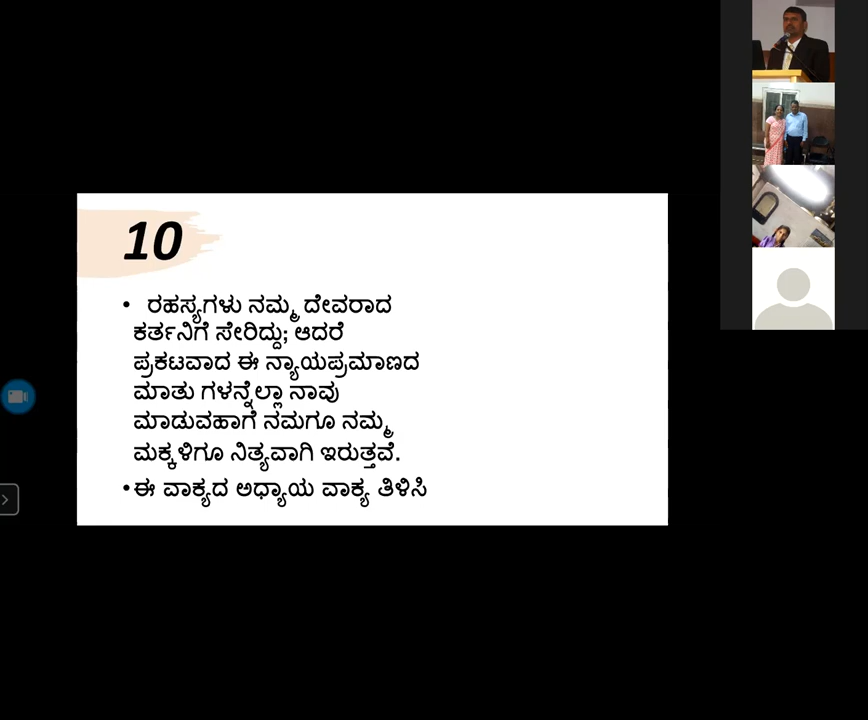 10
• ರಹಸ್ಯಗಳು ನಮ್ಮ ದೇವರಾದ
ಕರ್ತನಿಗೆ ಸೇರಿದ್ದು; ಆದರೆ
ಪ್ರಕಟವಾದ ಈ ನ್ಯಾಯಪ್ರಮಾಣದ
ಮಾತು ಗಳನ್ನೆಲ್ಲಾ ನಾವು
ಮಾಡುವಹಾಗೆ ನಮಗೂ ನಮ್ಮ
ಮಕ್ಕಳಿಗೂ ನಿತ್ಯವಾಗಿ ಇರುತ್ತವೆ.
•ಈ ವಾಕ್ಯದ ಅಧ್ಯಾಯ ವಾಕ್ಯ ತಿಳಿಸಿ